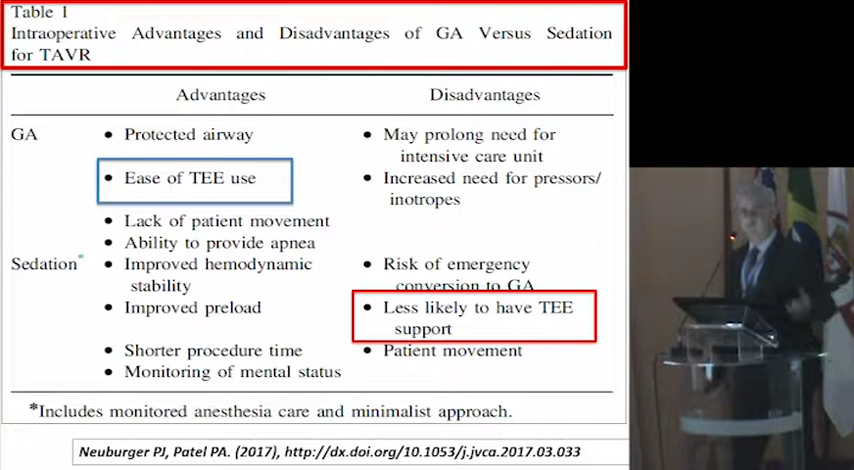 Table 1
Intraoperative Advantages and Disadvantages of GA Versus Sedation
for TAVR
Advantages Disadvantages
GA • Protected airway • May prolong need for
intensive care unit
• Ease of TEE use • Increased need for pressors/
inotropes
• Lack of patient movement
• Ability to provide apnea
Sedation* • Improved hemodynamic • Risk of emergency
stability conversion to GA
• Improved preload • Less likely to have TEE
support
• Shorter procedure time • Patient movement
• Monitoring of mental status
*Includes monitored anesthesia care and minimalist approach.
Neuburger PJ, Patel PA. (2017), http://dx.doi.org/10.1053/j.jvca.2017.03.033